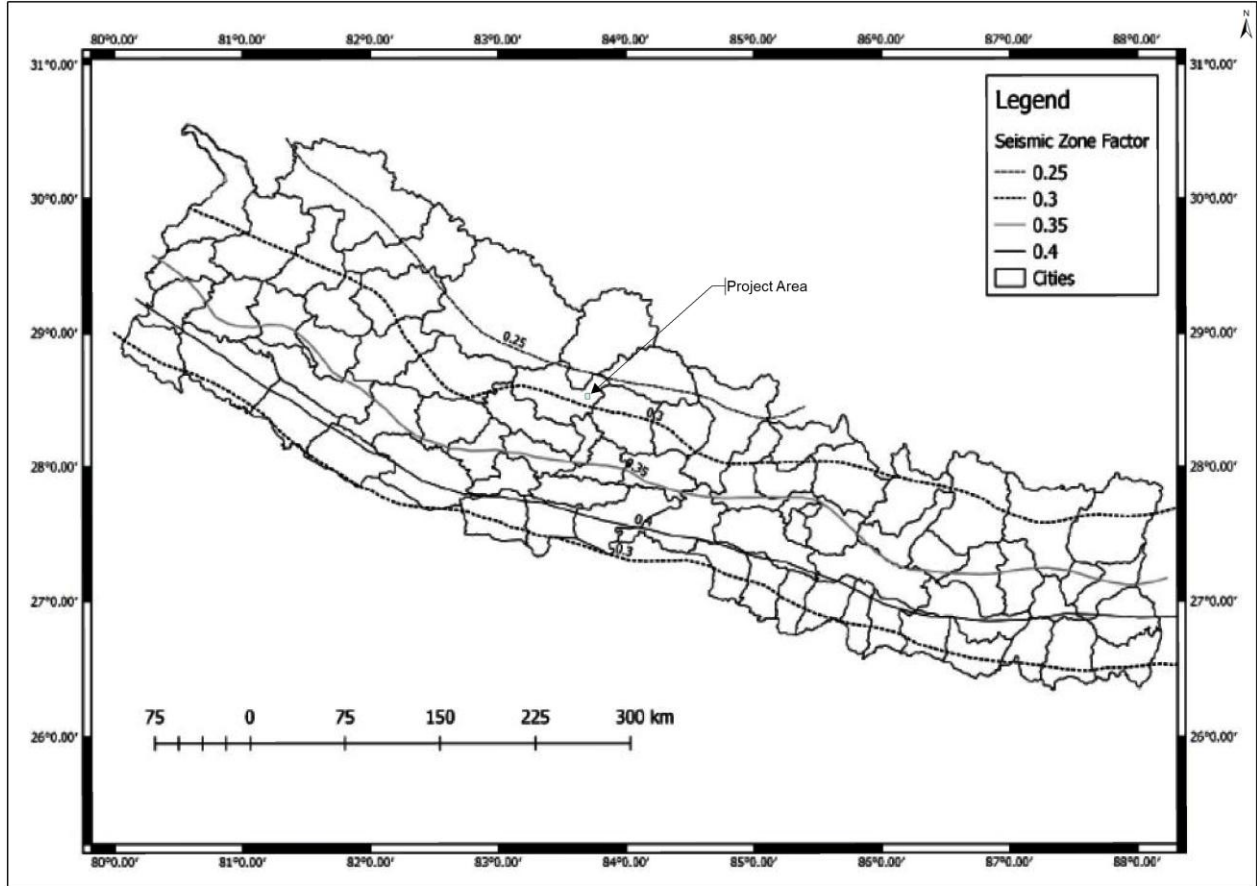 N
80°0.00' 81°0.00' 82°0.00' 83°0.00' 84°0.00' 85°0.00' 86°0.00' 87°0.00' 88°0.00'
31°0.00' 31°0.00'
Legend
Seismic Zone Factor
0.25
0.3
0.35
0.4
Cities
30°0.00' 30°0.00'
Project Area
29°0.00' 29°0.00'
0.25
0.3
28°0.00' 28°0.00'
0.35
0.4
0.3
27°0.00' 27°0.00'
75 0 75 150 225 300 km
26°0.00' 26°0.00'
80°0.00' 81°0.00' 82°0.00' 83°0.00' 84°0.00' 85°0.00' 86°0.00' 87°0.00' 88°0.00'